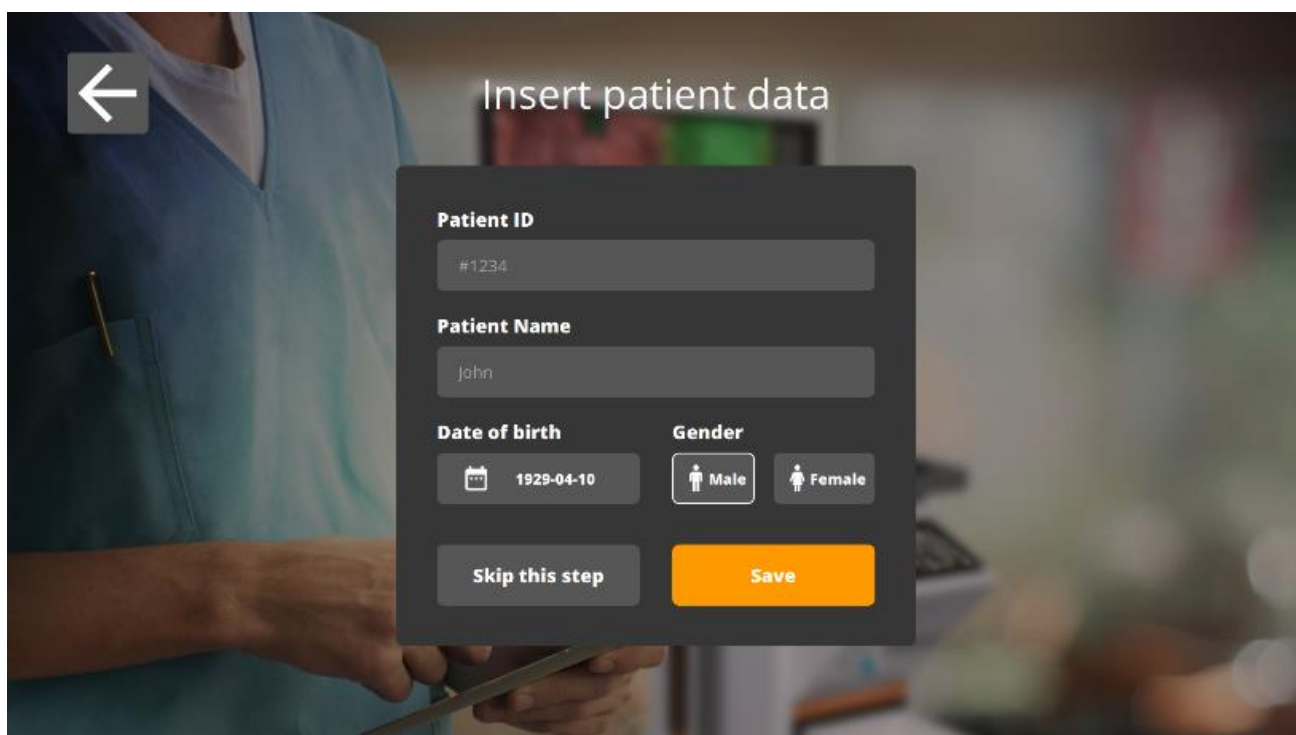 Insert patient data
Patient ID
#1234
Patient Name
John
Date of birth
Gender
1929-04-10
Male
Female
Skip this step
Save